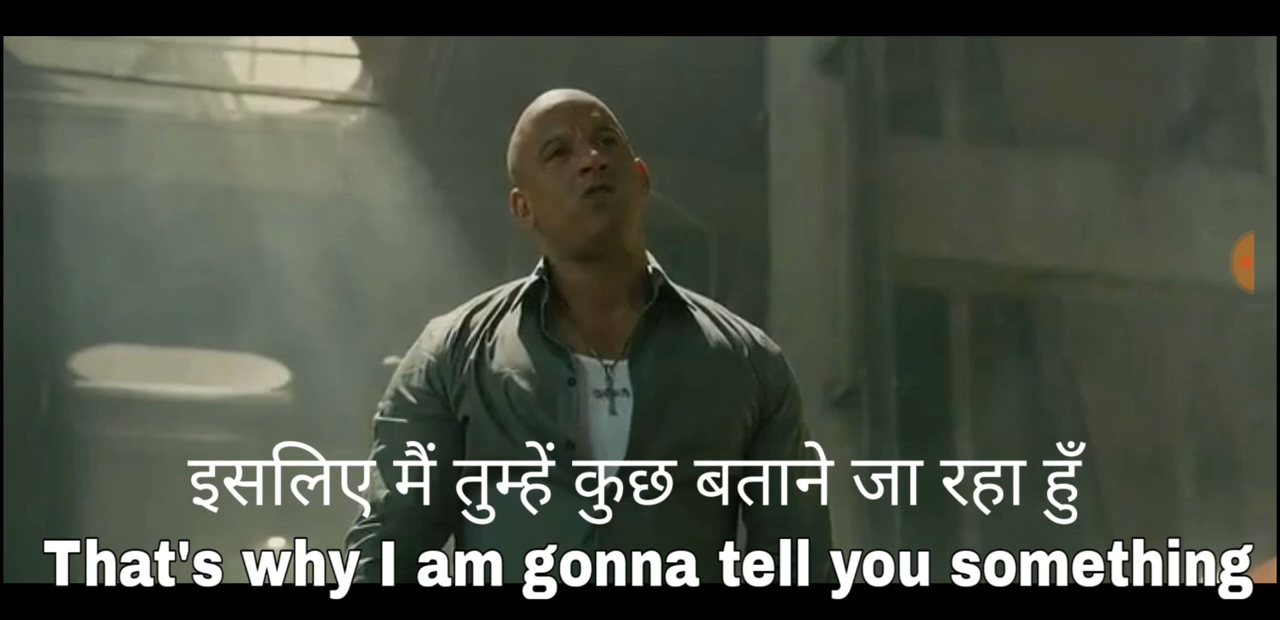 इसलिए मैं तुम्हें कुछ बताने जा रहा हुँ
That's why I am gonna tell you something